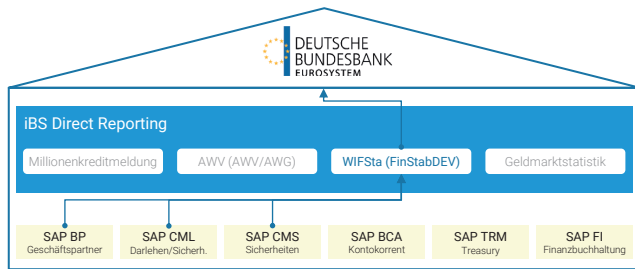 DEUTSCHE
BUNDESBANK
EUROSYSTEM
iBS Direct Reporting
Millionenkreditmeldung
AWV (AWV/AWG)
WIFSta (FinStabDEV)
Geldmarktstatistik
SAP BP
Geschäftspartner
SAP CML
Darlehen/Sicherh.
SAP CMS
Sicherheiten
SAP BCA
Kontokorrent
SAP TRM
Treasury
SAP FI
Finanzbuchhaltung